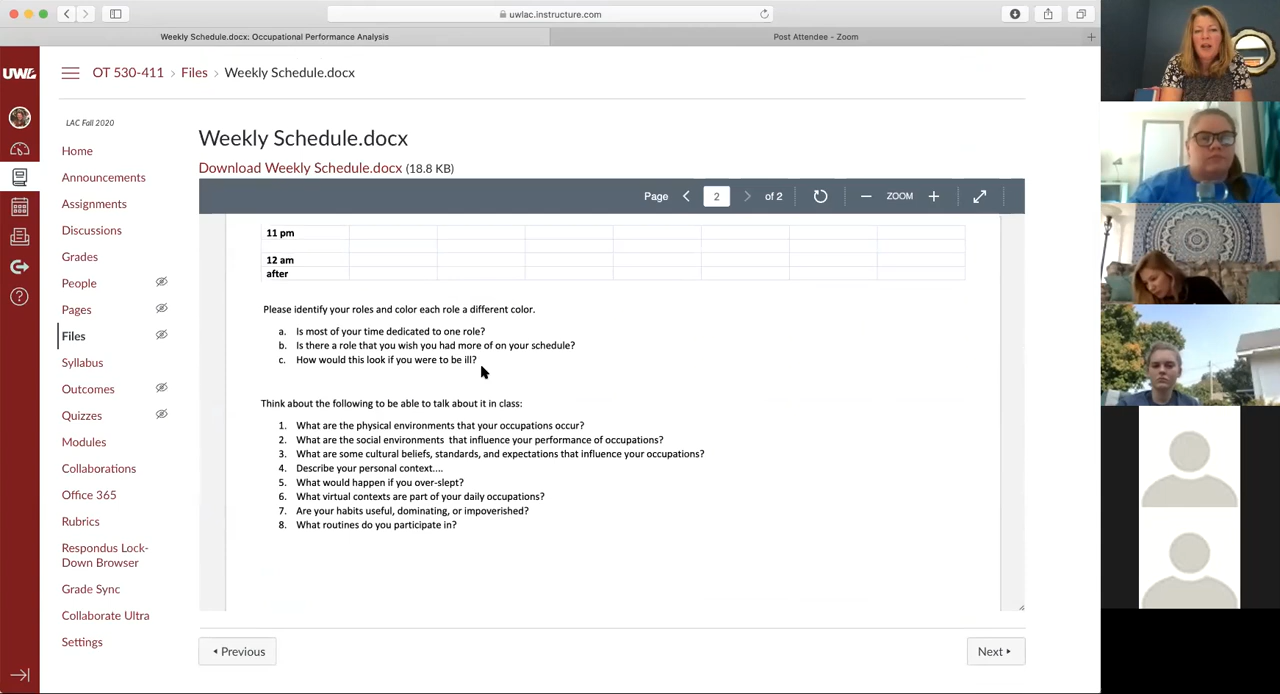 uwlac.instructure.com
Weekly Schedule.docx: Occupational Performance Analysis
Post Attendee - Zoom
UWL
OT 530-411 › Files › Weekly Schedule.docx
LAC Fall 2020
Home
Announcements
Assignments
Discussions
Grades
People
Pages
Files
Syllabus
Outcomes
Quizzes
Modules
Collaborations
Office 365
Rubrics
Respondus Lock-
Down Browser
Grade Sync
Collaborate Ultra
Settings
Weekly Schedule.docx
Download Weekly Schedule.docx (18.8 KB)
Page 2 of 2 ZOOM
11 pm
12 am
after
Please identify your roles and color each role a different color.
a. Is most of your time dedicated to one role?
b. Is there a role that you wish you had more of on your schedule?
c. How would this look if you were to be ill?
Think about the following to be able to talk about it in class:
1. What are the physical environments that your occupations occur?
2. What are the social environments that influence your performance of occupations?
3. What are some cultural beliefs, standards, and expectations that influence your occupations?
4. Describe your personal context....
5. What would happen if you over-slept?
6. What virtual contexts are part of your daily occupations?
7. Are your habits useful, dominating, or impoverished?
8. What routines do you participate in?
Previous
Next